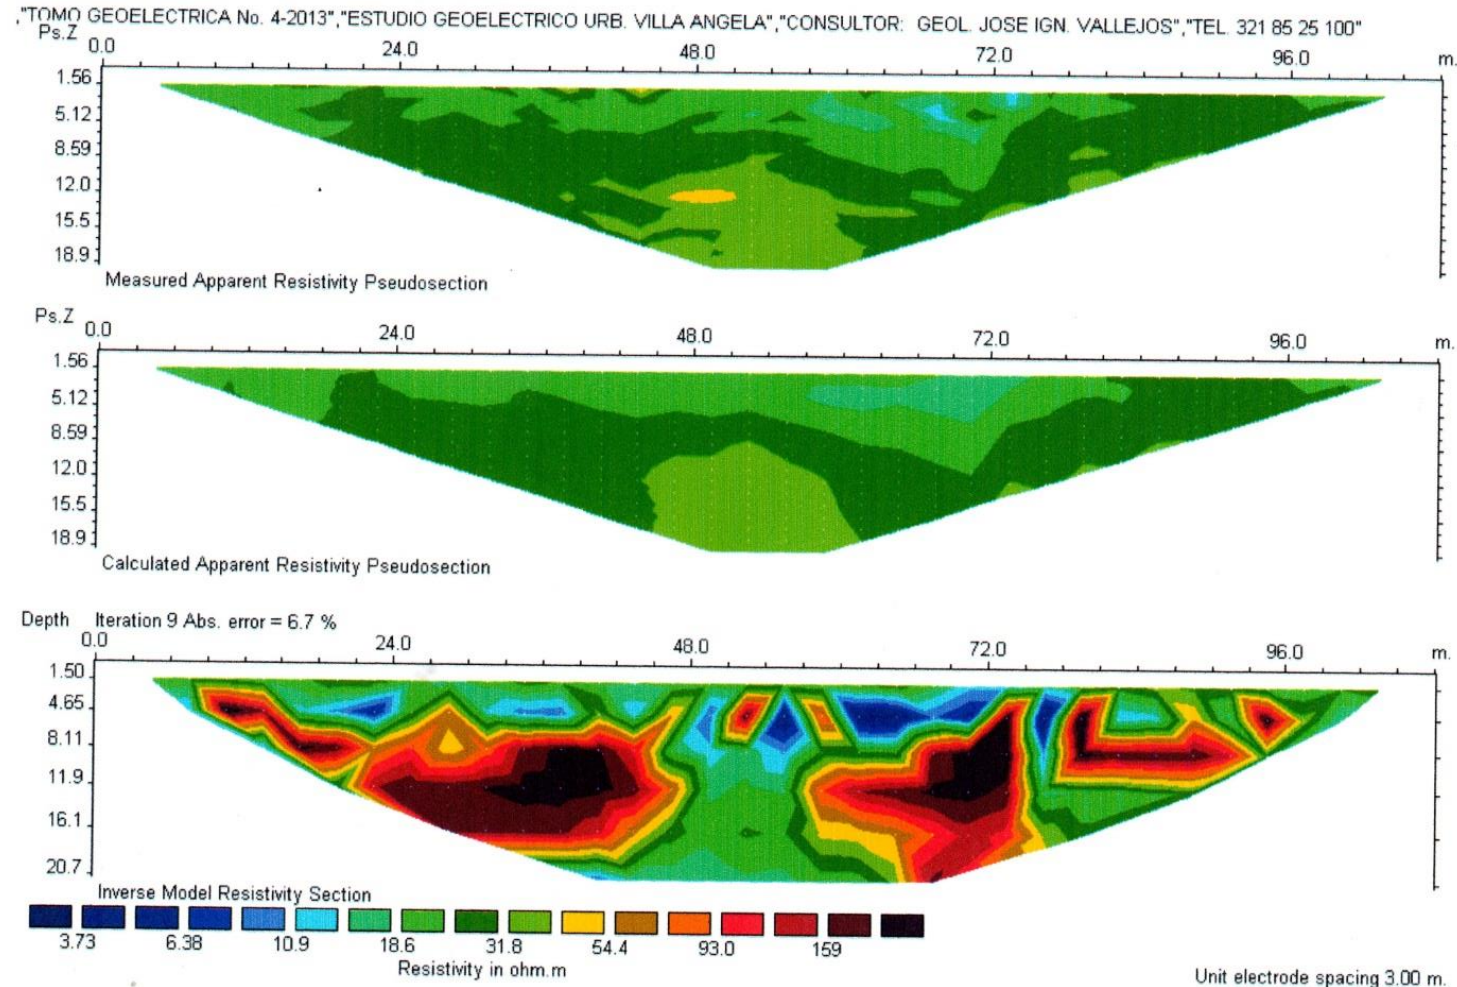 ,"TOMO GEOELECTRICA No. 4-2013","ESTUDIO GEOELECTRICO URB. VILLA ANGELA","CONSULTOR: GEOL. JOSE IGN. VALLEJOS","TEL. 321 85 25 100"
Ps.Z 0.0 24.0 48.0 72.0 96.0 m.
1.56
5.12
8.59
12.0
15.5
18.9
Measured Apparent Resistivity Pseudosection
Ps.Z 0.0 24.0 48.0 72.0 96.0 m.
1.56
5.12
8.59
12.0
15.5
18.9
Calculated Apparent Resistivity Pseudosection
Depth Iteration 9 Abs. error = 6.7 %
0.0 24.0 48.0 72.0 96.0 m.
1.50
4.65
8.11
11.9
16.1
20.7
Inverse Model Resistivity Section
3.73 6.38 10.9 18.6 31.8 54.4 93.0 159
Resistivity in ohm.m
Unit electrode spacing 3.00 m.